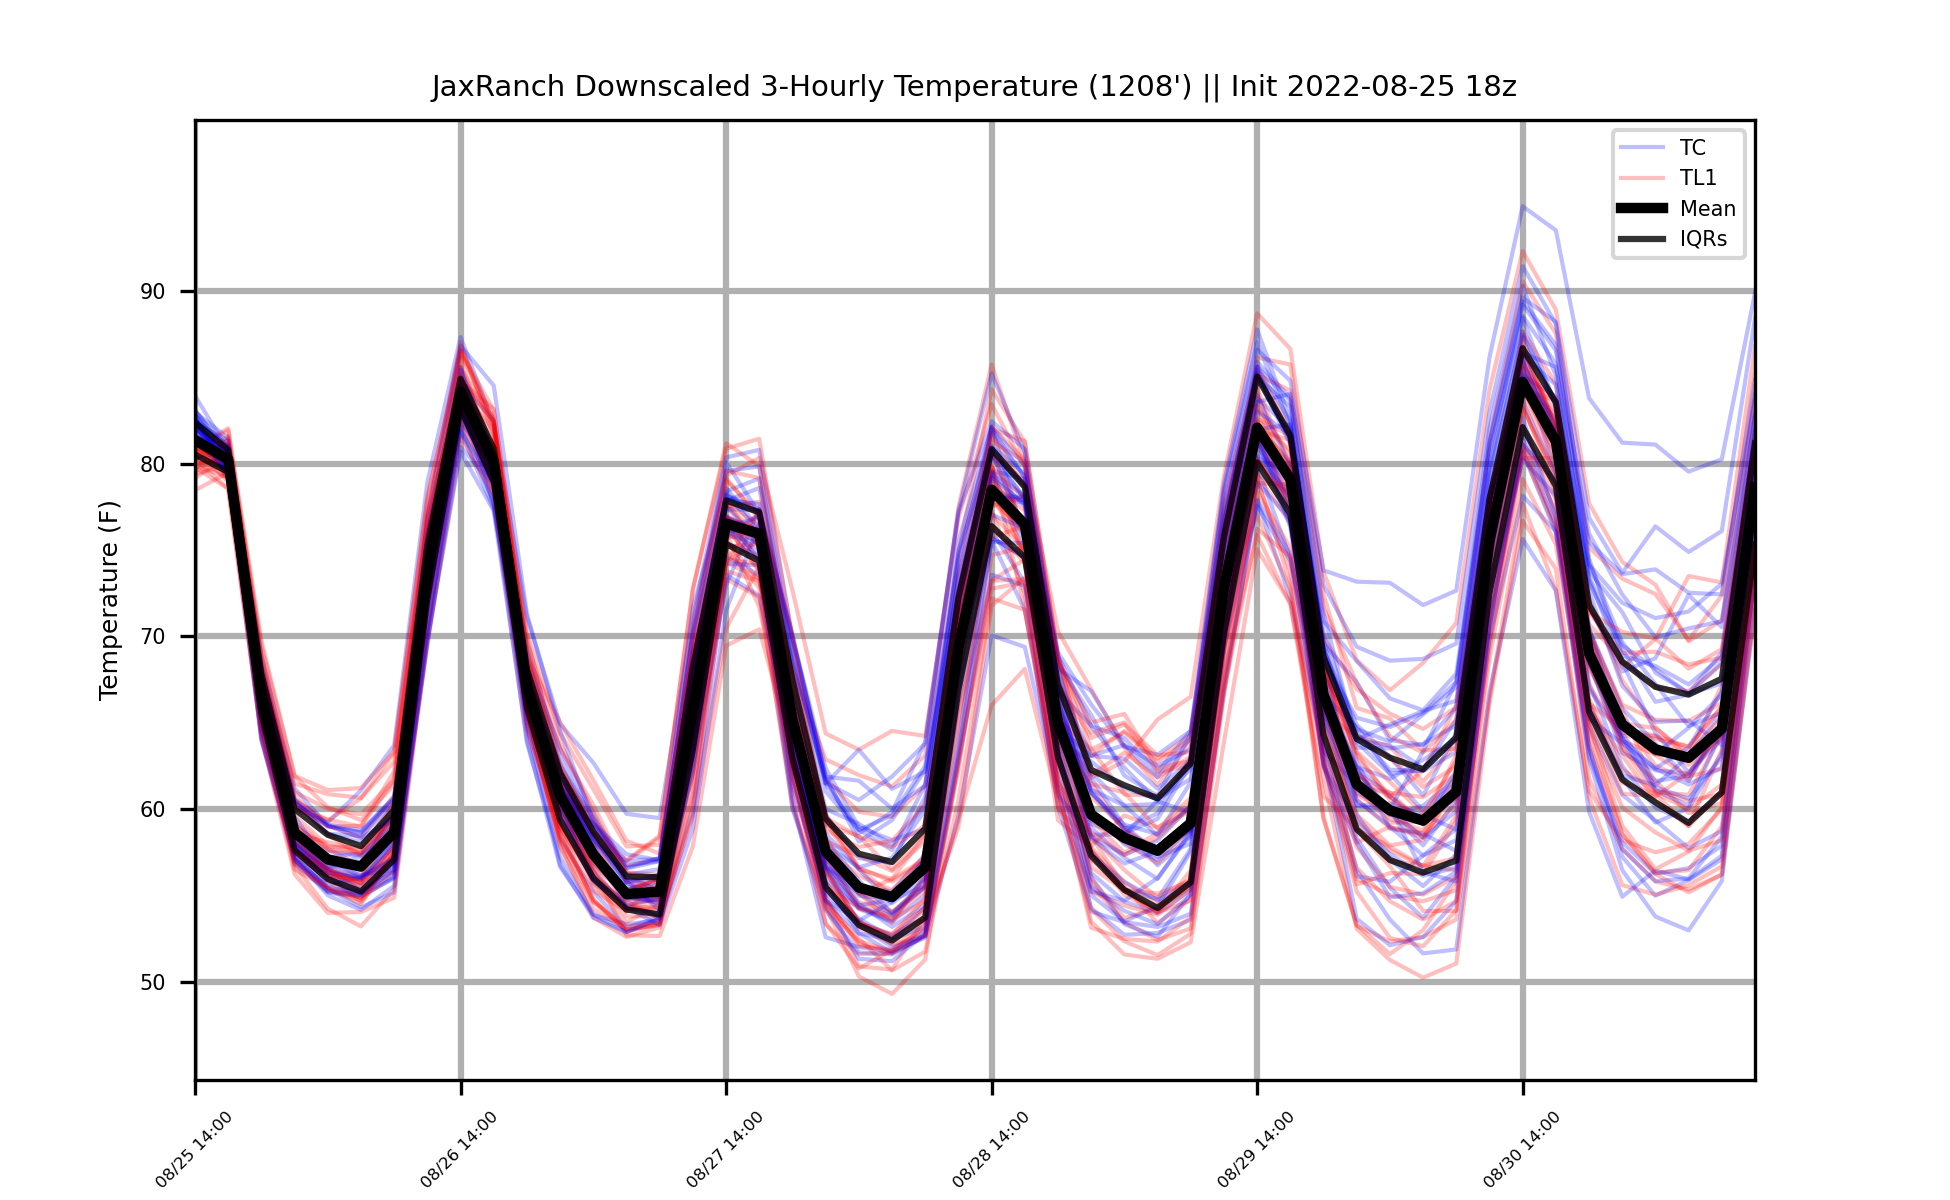 JaxRanch Downscaled 3-Hourly Temperature (1208') || Init 2022-08-25 18z
TC
TL1
Mean
IQRs
Temperature (F)
90
80
70
60
50
08/25 14:00
08/26 14:00
08/27 14:00
08/28 14:00
08/29 14:00
08/30 14:00